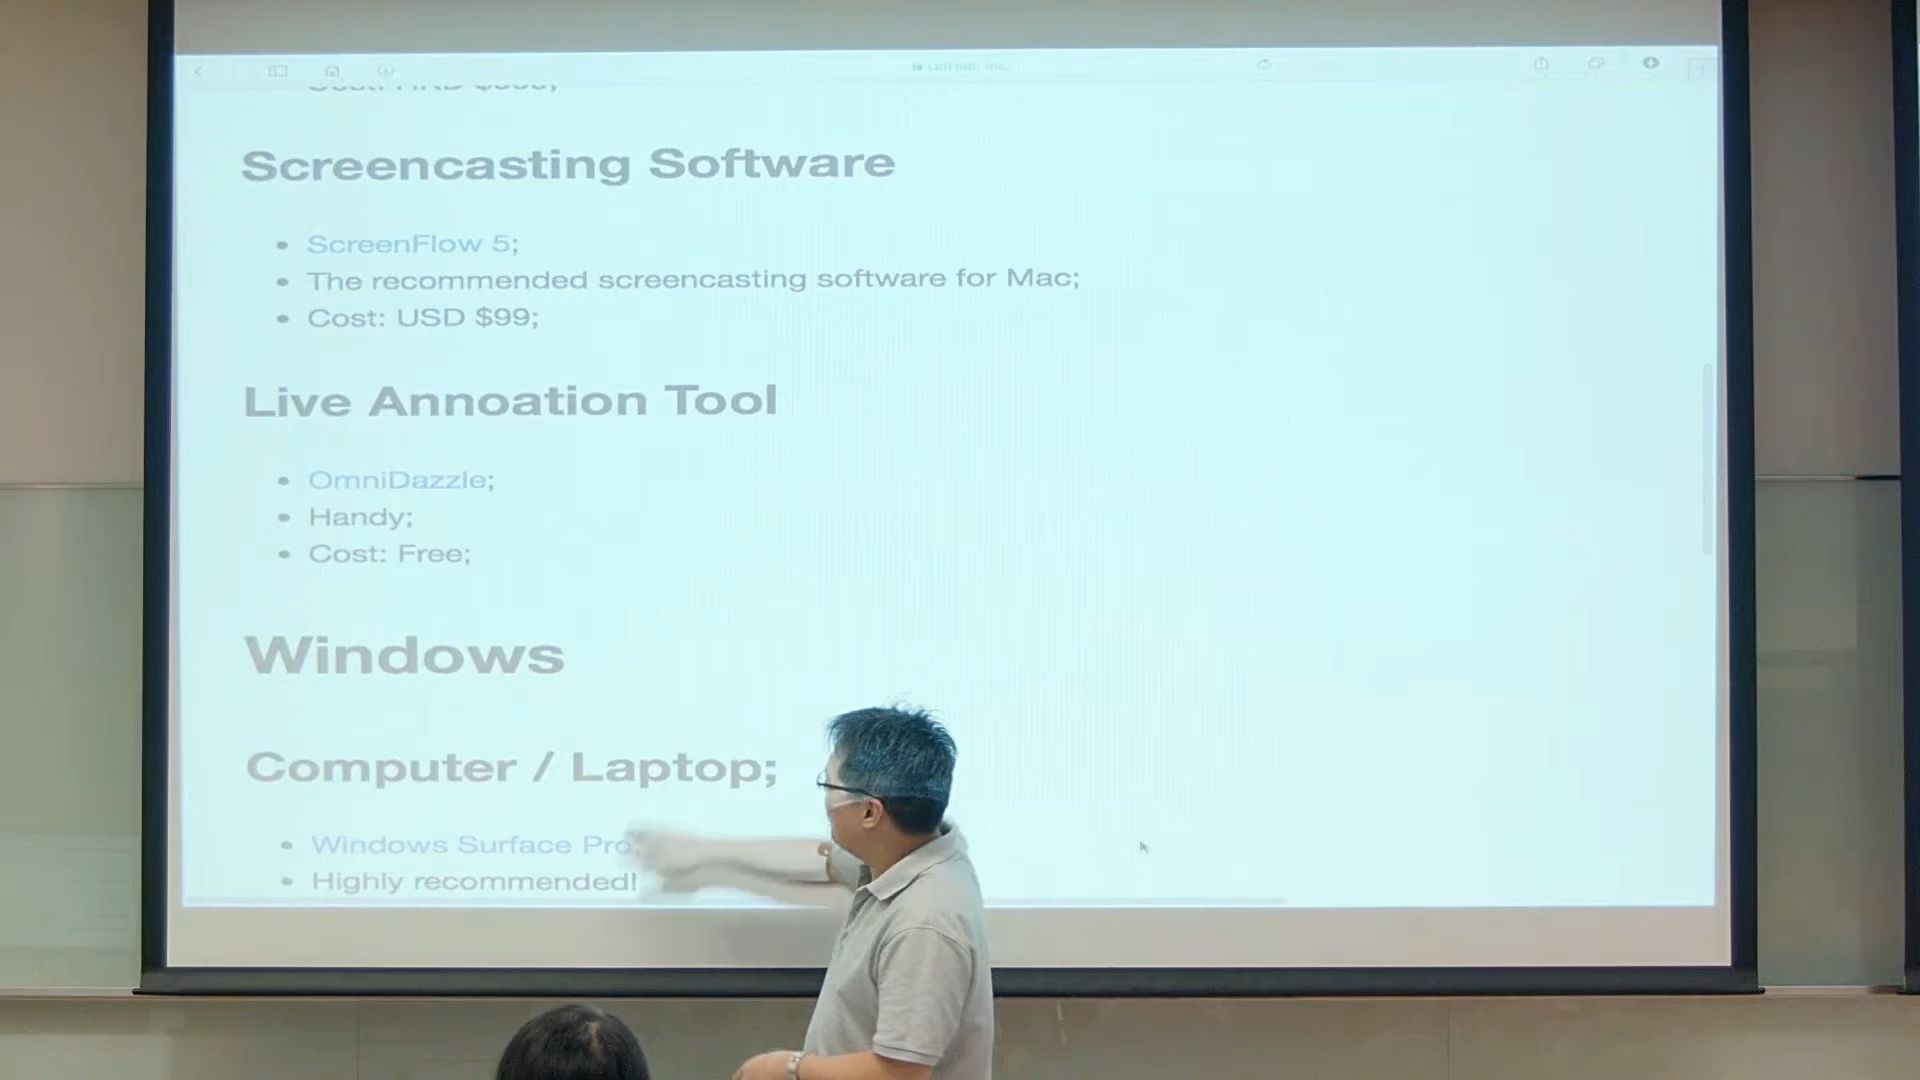 Screencasting Software
ScreenFlow 5;
The recommended screencasting software for Mac;
Cost: USD $99;
Live Annoation Tool
OmniDazzle;
Handy;
Cost: Free;
Windows
Computer / Laptop;
Windows Surface Pro;
Highly recommended!